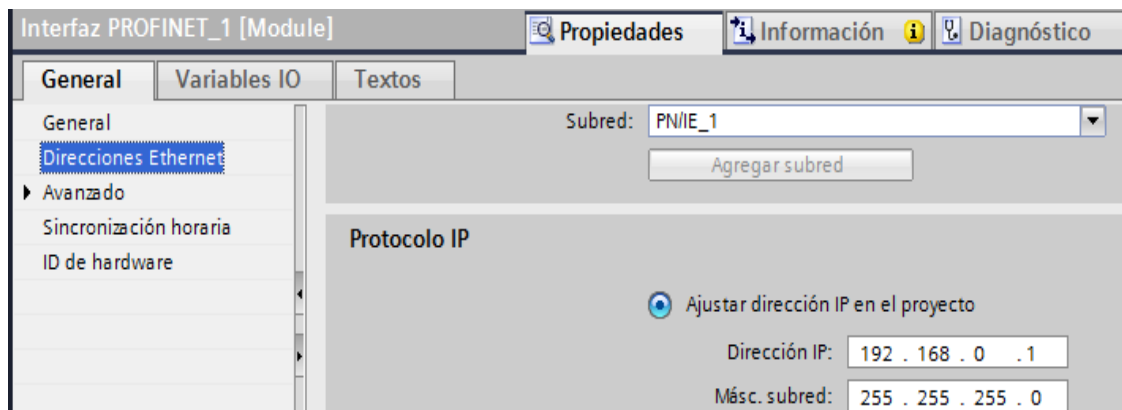 Interfaz PROFINET_1 [Module]
Propiedades
Información
Diagnóstico
General
Variables IO
Textos
General
Direcciones Ethernet
Avanzado
Sincronización horaria
ID de hardware
Subred: PN/IE_1
Agregar subred
Protocolo IP
Ajustar dirección IP en el proyecto
Dirección IP: 192 . 168 . 0 . 1
Másc. subred: 255 . 255 . 255 . 0